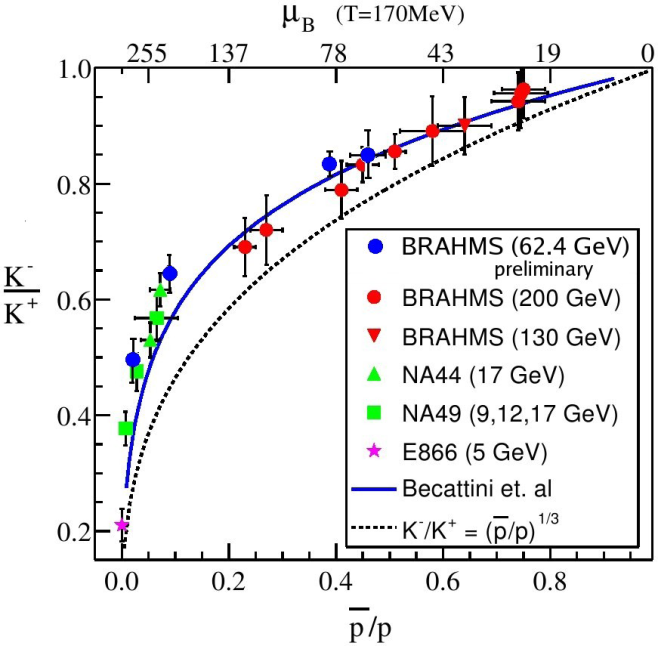 μB (T=170MeV)
255 137 78 43 19 0
1.0
0.8
0.6
0.4
0.2
K⁻/K⁺
0.0 0.2 0.4 0.6 0.8
p̅/p
BRAHMS (62.4 GeV)
preliminary
BRAHMS (200 GeV)
BRAHMS (130 GeV)
NA44 (17 GeV)
NA49 (9,12,17 GeV)
E866 (5 GeV)
Becattini et. al
K⁻/K⁺ = (p̅/p)^1/3